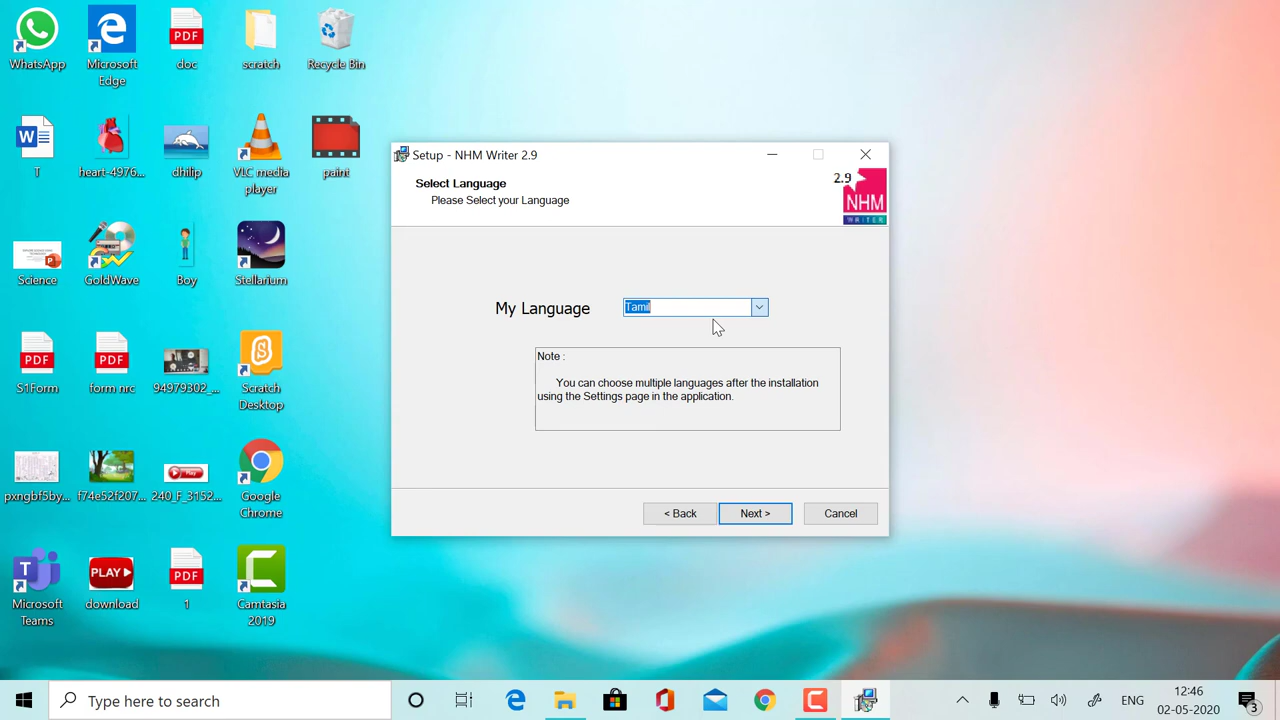 WhatsApp
Microsoft
Edge
PDF
doc
scratch
Recycle Bin
W
T
heart-4976...
dhilip
VLC media
player
paint
Science
GoldWave
Boy
Stellarium
PDF
S1Form
PDF
form nrc
94979302_...
Scratch
Desktop
pxngbf5by...
f74e52f207...
Play
240_F_3152...
Google
Chrome
T
Microsoft
Teams
PLAY
download
PDF
1
Camtasia
2019
Setup - NHM Writer 2.9
Select Language
Please Select your Language
2.9
NHM
WRITER
My Language
Tamil
Note :
You can choose multiple languages after the installation
using the Settings page in the application.
< Back
Next >
Cancel
Type here to search
ENG
12:46
02-05-2020
3